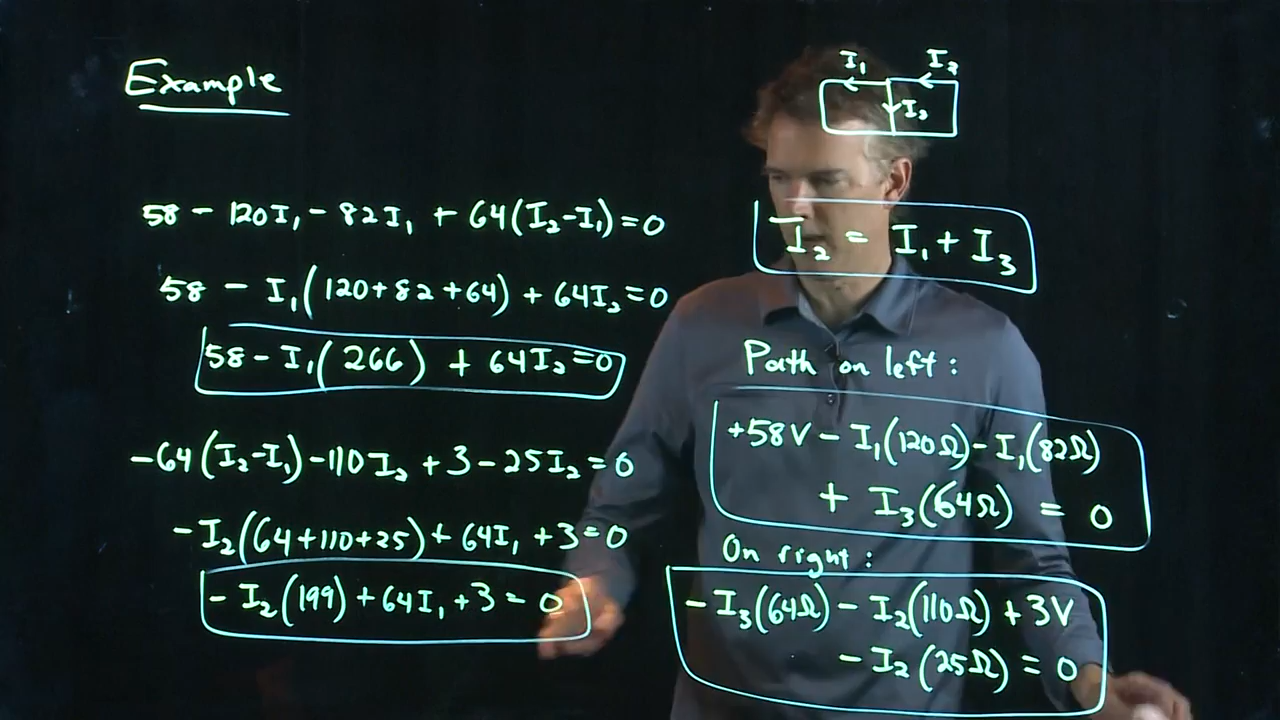 Example
58 - 120I₁ - 82I₁ + 64(I₂-I₁) = 0
58 - I₁(120+82+64) + 64I₂ = 0
58 - I₁(266) + 64I₂ = 0
-64(I₂-I₁) - 110I₂ + 3 - 25I₂ = 0
-I₂(64+110+25) + 64I₁ + 3 = 0
-I₂(199) + 64I₁ + 3 = 0
I₁ I₂
I₃
I₂ = I₁ + I₃
Path on left:
+58V - I₁(120Ω) - I₁(82Ω)
+ I₃(64Ω) = 0
On right:
-I₃(64Ω) - I₂(110Ω) + 3V
- I₂(25Ω) = 0